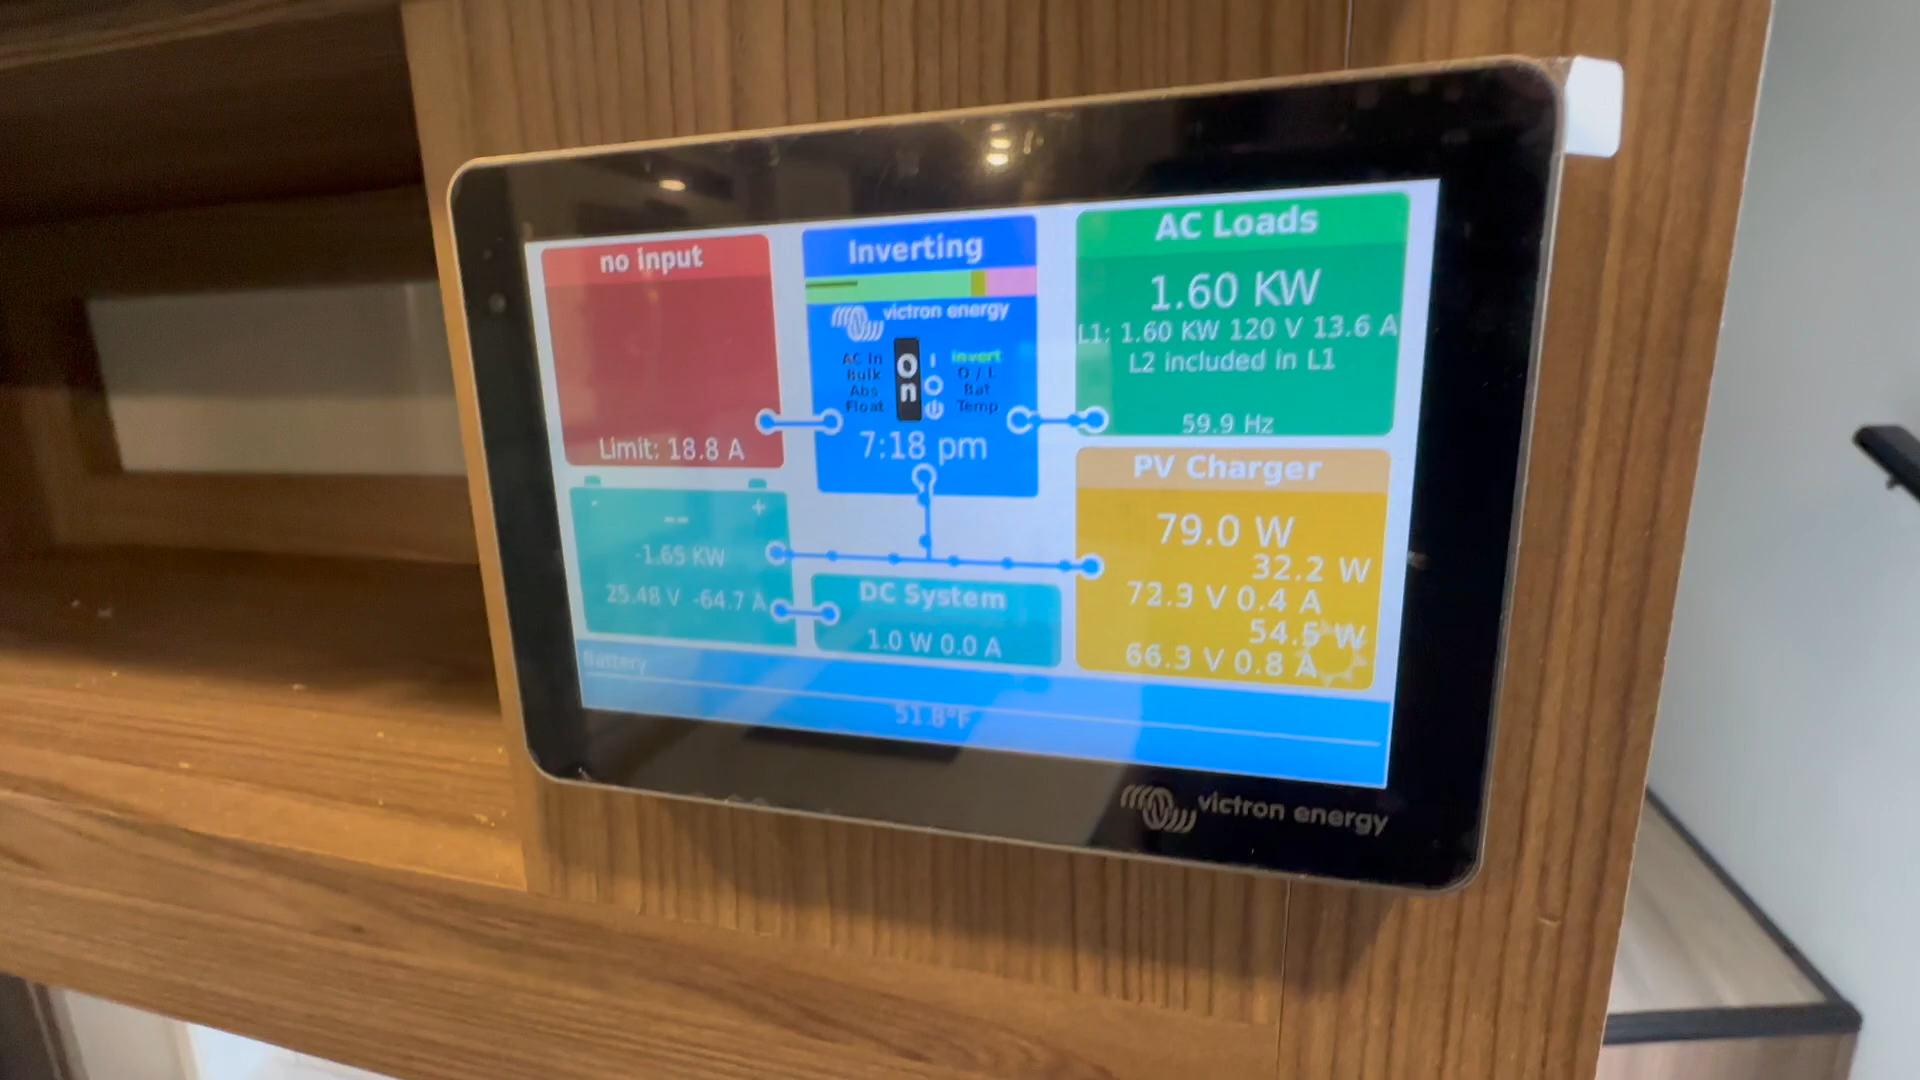 no input
Limit: 18.8 A
Inverting
victron energy
AC In
Bulk
Abs
Float
On
Invert
O / L
Bat
Temp
7:18 pm
AC Loads
1.60 KW
L1: 1.60 KW 120 V 13.6 A
L2 included in L1
59.9 Hz
- +
--
-1.65 KW
25.48 V -64.7 A
DC System
1.0 W 0.0 A
PV Charger
79.0 W
32.2 W
72.3 V 0.4 A
54.5 W
66.3 V 0.8 A
Battery
51.8°F
victron energy